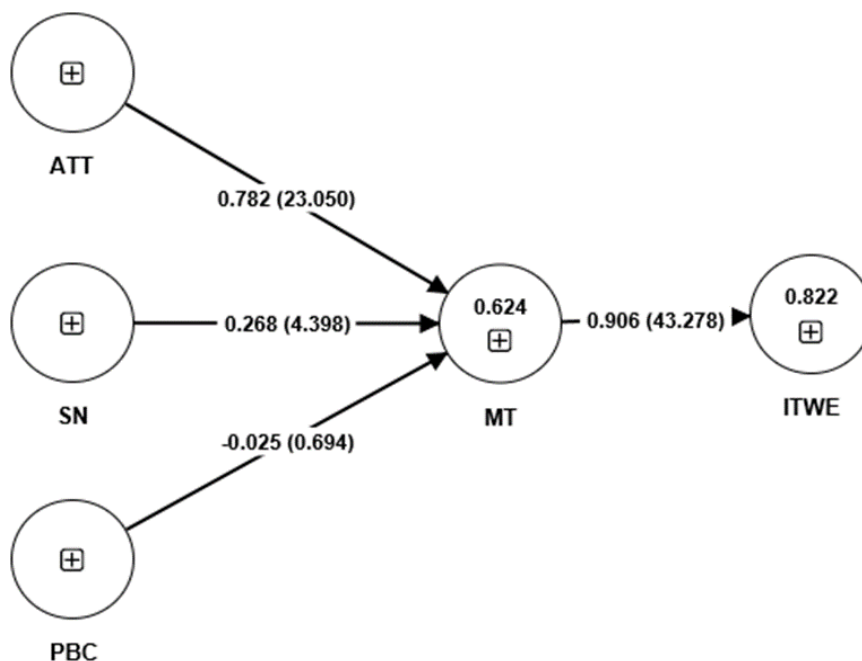 ATT
0.782 (23.050)
SN
0.268 (4.398)
0.624
MT
0.906 (43.278)
0.822
ITWE
-0.025 (0.694)
PBC